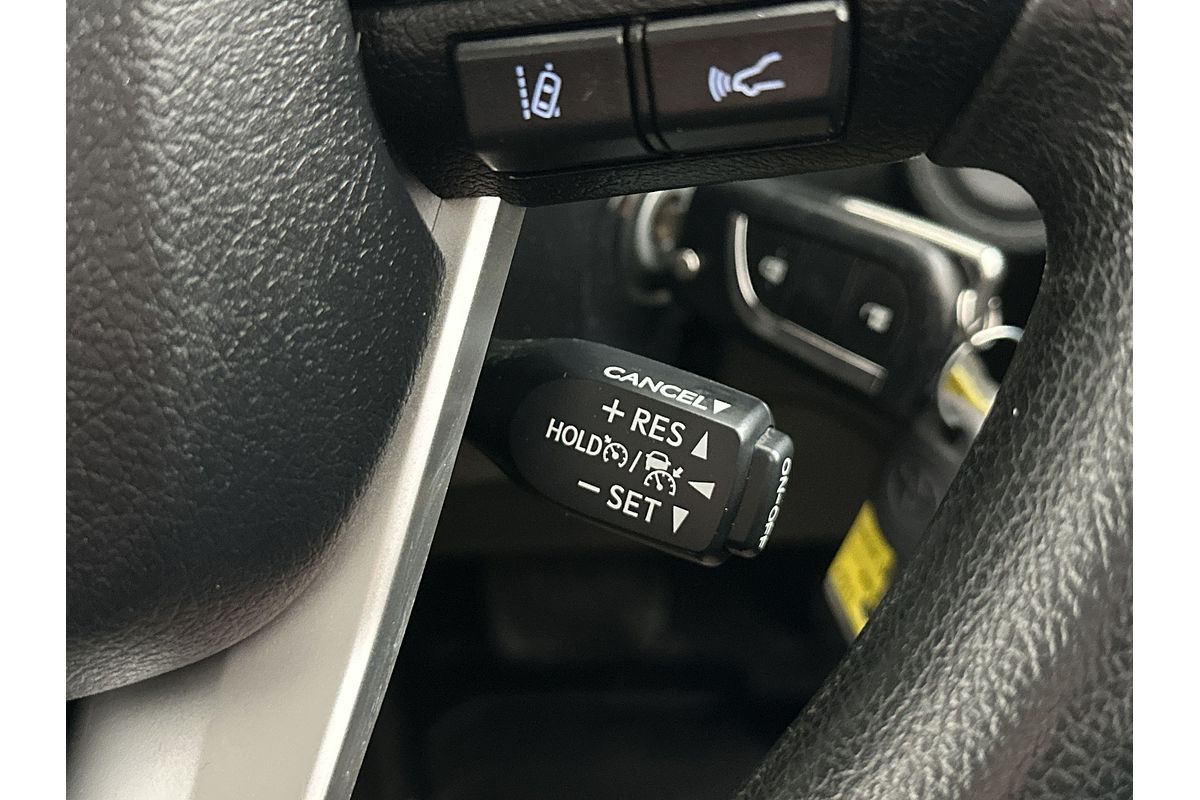 CANCEL
+ RES
HOLD /
- SET
ON-OFF